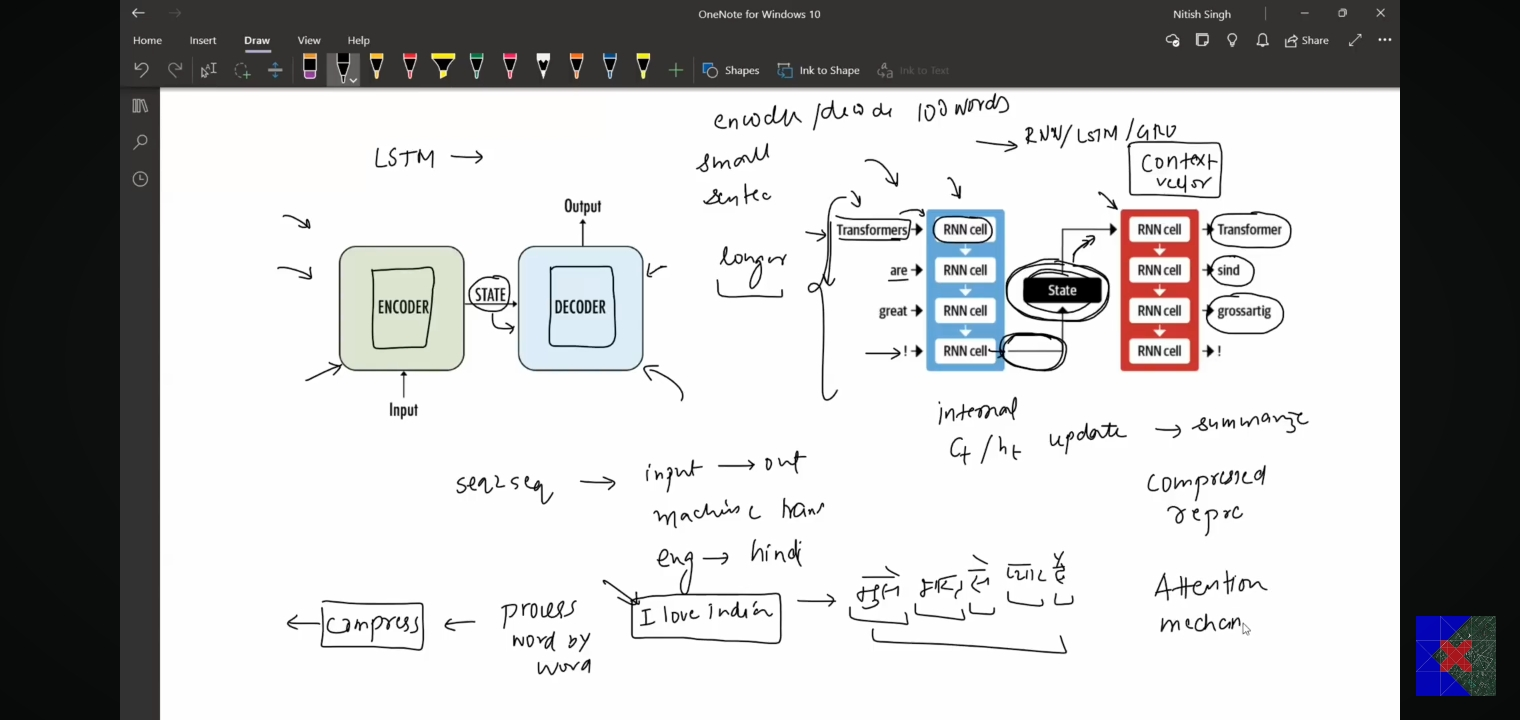 OneNote for Windows 10
Nitish Singh
Home Insert Draw View Help
Share
Shapes Ink to Shape Ink to Text
encoder/decode 100 words
→ RNN/LSTM/GRU
Context
vector
LSTM →
small
sentec
longer
Output
ENCODER
STATE
DECODER
Input
Transformers RNN cell RNN cell Transformer
are RNN cell State RNN cell sind
great RNN cell RNN cell grossartig
! RNN cell RNN cell !
internal
Ct/ht update → summarize
compressed
repre
seq2seq → input → out
machine trans
eng → hindi
I love india →
process
word by
word
← compress ←
Attention
mechan